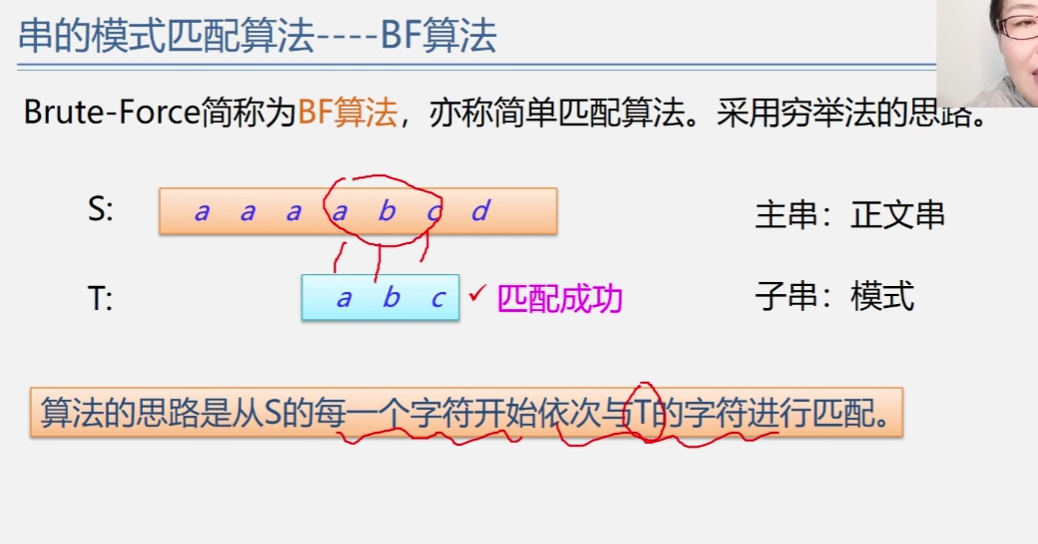 串的模式匹配算法----BF算法
Brute-Force简称为BF算法，亦称简单匹配算法。采用穷举法的思路。
S: a a a a b c d 主串：正文串
T: a b c ✓匹配成功 子串：模式
算法的思路是从S的每一个字符开始依次与T的字符进行匹配。